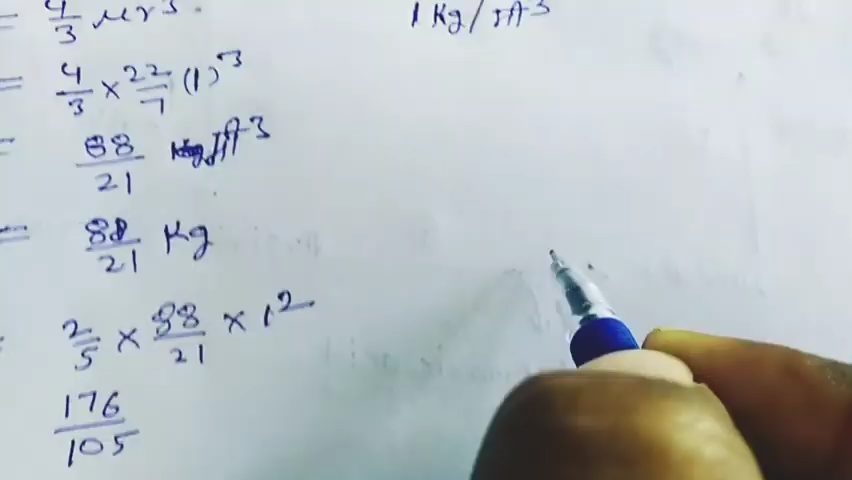 = 4/3 πr³.
1 Kg/m³
= 4/3 × 22/7 (1)³
= 88/21 m³
= 88/21 Kg
= 2/5 × 88/21 × 1²
176/105